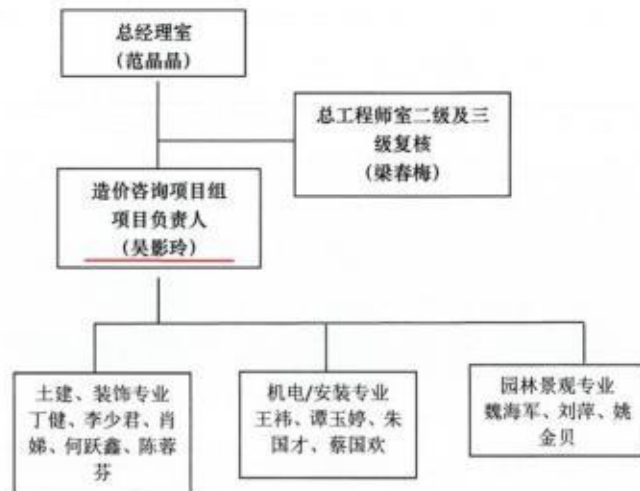 总经理室
(范晶晶)
总工程师室二级及三
级复核
(梁春梅)
造价咨询项目组
项目负责人
(吴影玲)
土建、装饰专业
丁健、李少君、肖
娣、何跃鑫、陈蓉
芬
机电/安装专业
王祎、谭玉婷、朱
国才、蔡国欢
园林景观专业
魏海军、刘萍、姚
金贝